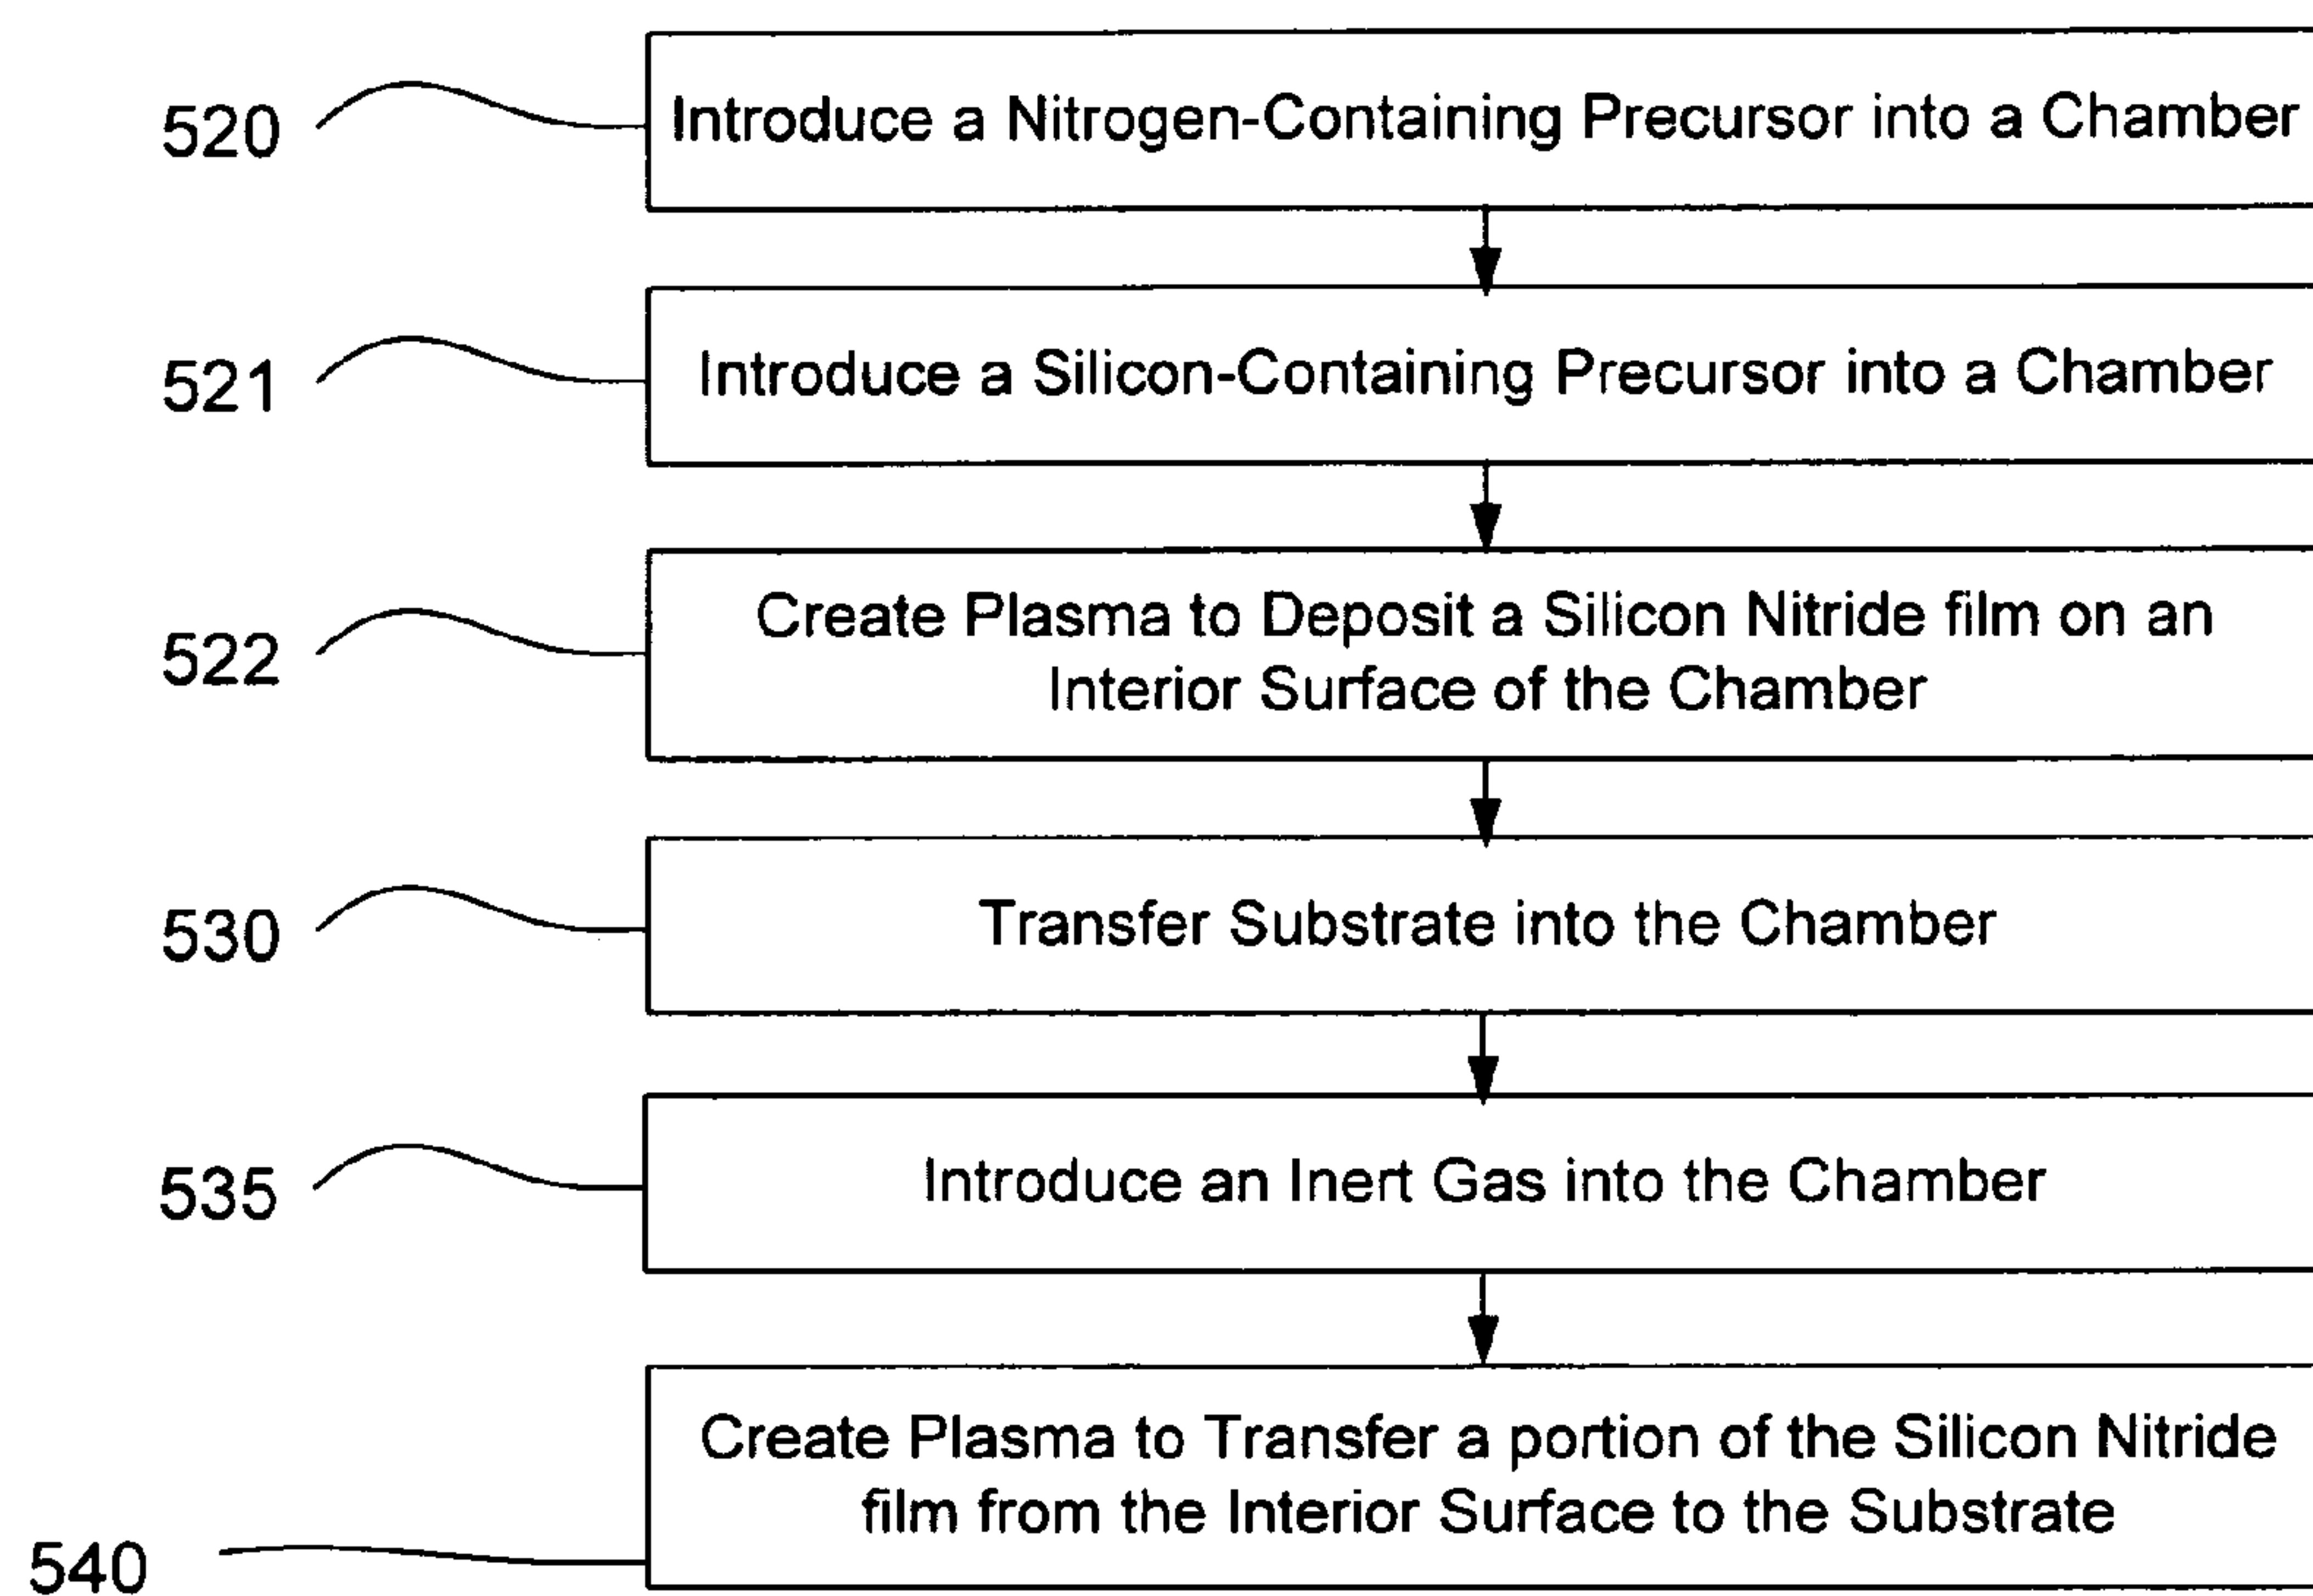 520
Introduce a Nitrogen-Containing Precursor into a Chamber
521
Introduce a Silicon-Containing Precursor into a Chamber
522
Create Plasma to Deposit a Silicon Nitride film on an
Interior Surface of the Chamber
530
Transfer Substrate into the Chamber
535
Introduce an Inert Gas into the Chamber
540
Create Plasma to Transfer a portion of the Silicon Nitride
film from the Interior Surface to the Substrate